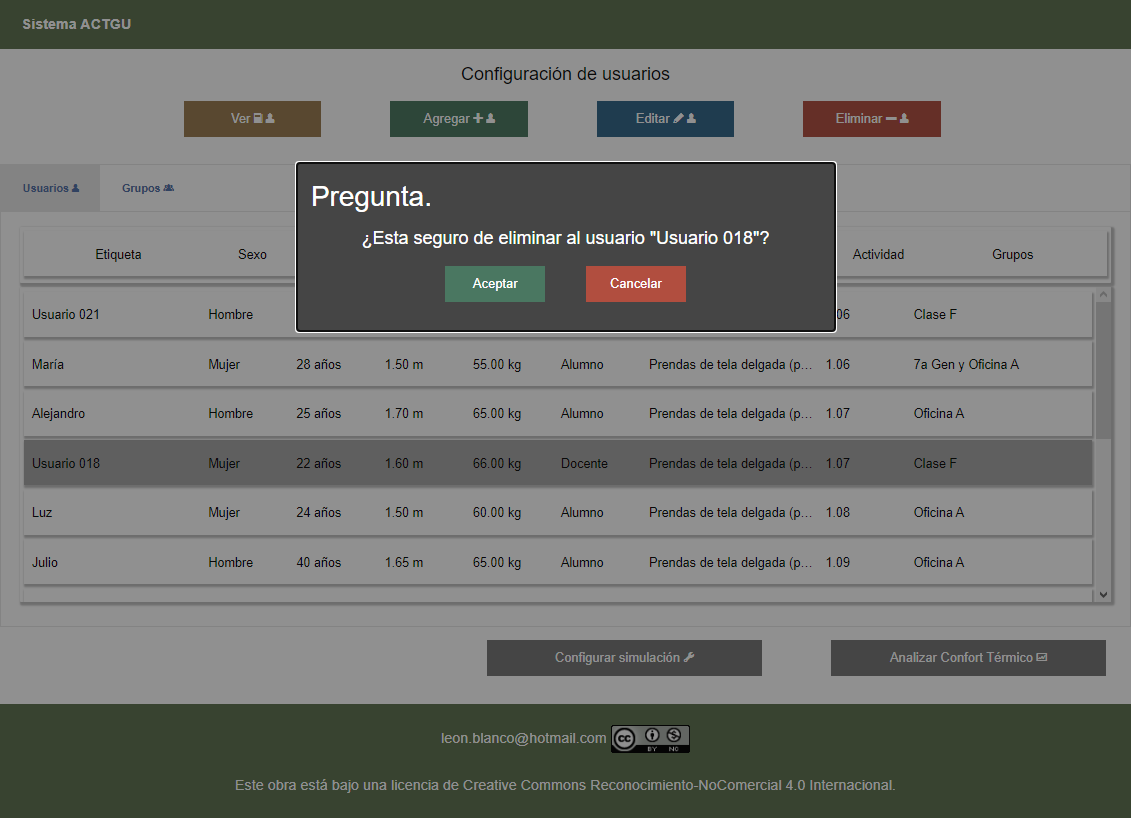 Sistema ACTGU
Configuración de usuarios
Ver
Agregar
Editar
Eliminar
Usuarios
Grupos
Pregunta.
¿Esta seguro de eliminar al usuario "Usuario 018"?
Aceptar
Cancelar
Etiqueta Sexo Actividad Grupos
Usuario 021 Hombre 06 Clase F
María Mujer 28 años 1.50 m 55.00 kg Alumno Prendas de tela delgada (p... 1.06 7a Gen y Oficina A
Alejandro Hombre 25 años 1.70 m 65.00 kg Alumno Prendas de tela delgada (p... 1.07 Oficina A
Usuario 018 Mujer 22 años 1.60 m 66.00 kg Docente Prendas de tela delgada (p... 1.07 Clase F
Luz Mujer 24 años 1.50 m 60.00 kg Alumno Prendas de tela delgada (p... 1.08 Oficina A
Julio Hombre 40 años 1.65 m 65.00 kg Alumno Prendas de tela delgada (p... 1.09 Oficina A
Configurar simulación
Analizar Confort Térmico
leon.blanco@hotmail.com
cc BY NC
Este obra está bajo una licencia de Creative Commons Reconocimiento-NoComercial 4.0 Internacional.